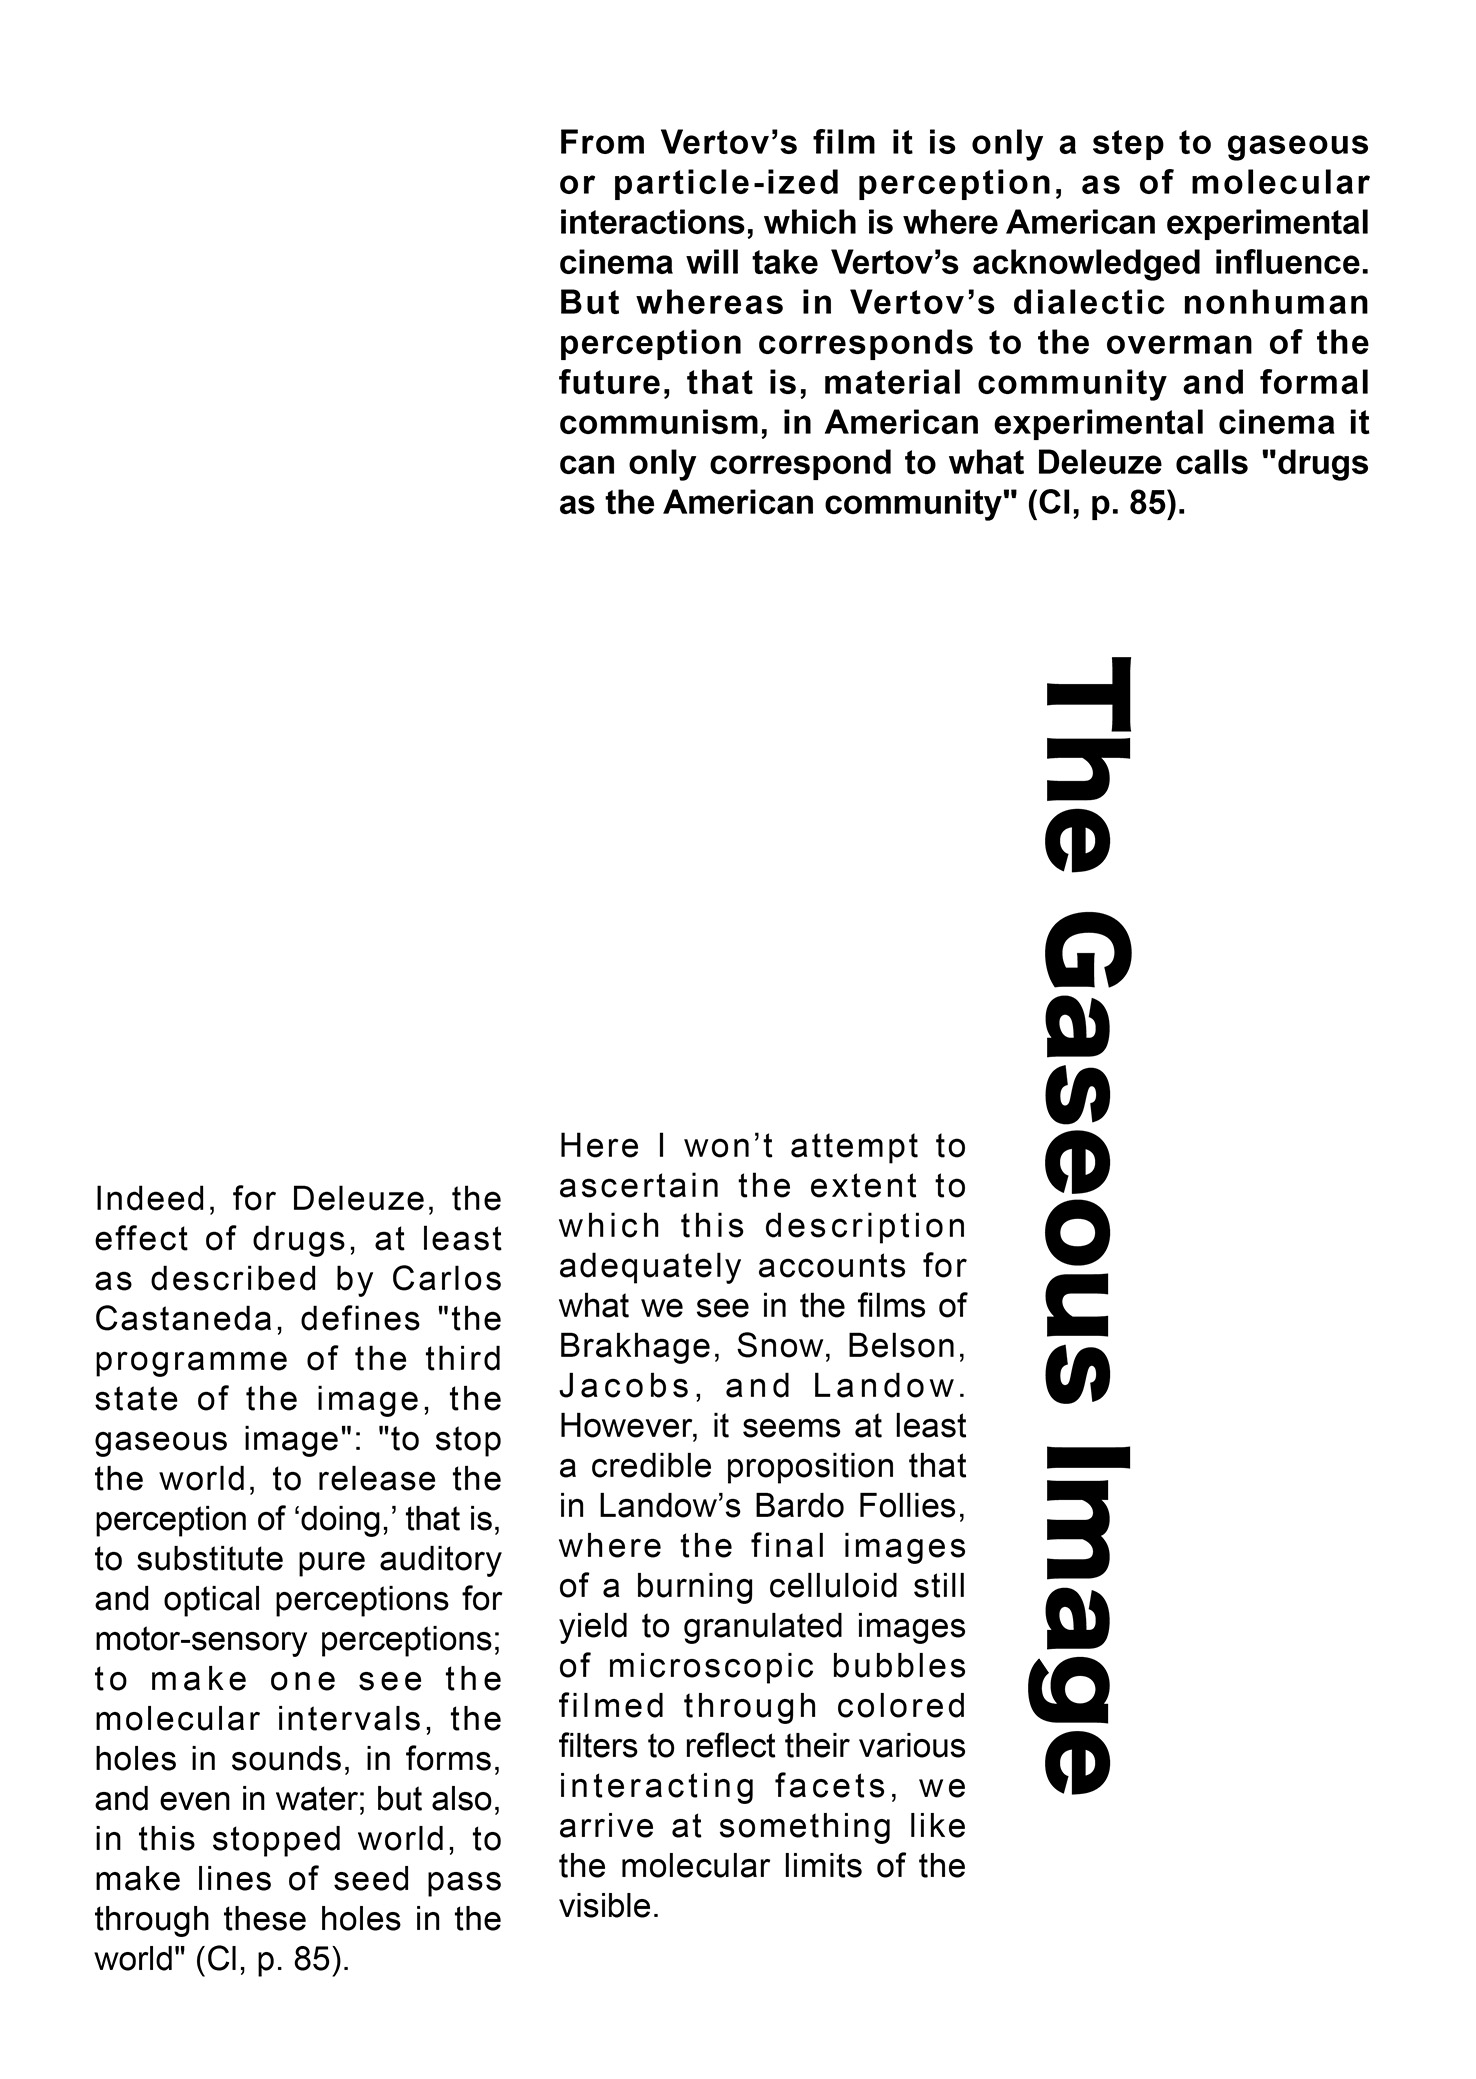 From Vertov’s film it is only a step to gaseous
or particle-ized perception, as of molecular
interactions, which is where American experimental
cinema will take Vertov’s acknowledged influence.
But whereas in Vertov’s dialectic nonhuman
perception corresponds to the overman of the
future, that is, material community and formal
communism, in American experimental cinema it
can only correspond to what Deleuze calls "drugs
as the American community" (Cl, p. 85).
The Gaseous Image
Indeed, for Deleuze, the
effect of drugs, at least
as described by Carlos
Castaneda, defines "the
programme of the third
state of the image, the
gaseous image": "to stop
the world, to release the
perception of ‘doing,’ that is,
to substitute pure auditory
and optical perceptions for
motor-sensory perceptions;
to make one see the
molecular intervals, the
holes in sounds, in forms,
and even in water; but also,
in this stopped world, to
make lines of seed pass
through these holes in the
world" (Cl, p. 85).
Here I won’t attempt to
ascertain the extent to
which this description
adequately accounts for
what we see in the films of
Brakhage, Snow, Belson,
Jacobs, and Landow.
However, it seems at least
a credible proposition that
in Landow’s Bardo Follies,
where the final images
of a burning celluloid still
yield to granulated images
of microscopic bubbles
filmed through colored
filters to reflect their various
interacting facets, we
arrive at something like
the molecular limits of the
visible.